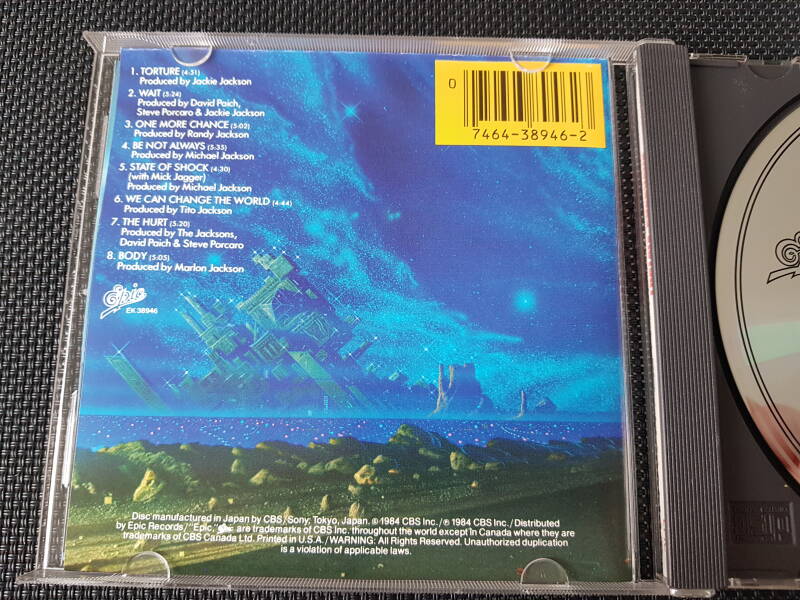 1. TORTURE (4:51)
Produced by Jackie Jackson
2. WAIT (5:24)
Produced by David Paich,
Steve Porcaro & Jackie Jackson
3. ONE MORE CHANCE (5:02)
Produced by Randy Jackson
4. BE NOT ALWAYS (5:35)
Produced by Michael Jackson
5. STATE OF SHOCK (4:30)
(with Mick Jagger)
Produced by Michael Jackson
6. WE CAN CHANGE THE WORLD (4:44)
Produced by Tito Jackson
7. THE HURT (5:20)
Produced by The Jacksons,
David Paich & Steve Porcaro
8. BODY (5:05)
Produced by Marlon Jackson
Epic
EK 38946
0
7464-38946-2
Disc manufactured in Japan by CBS/Sony, Tokyo, Japan. © 1984 CBS Inc./℗ 1984 CBS Inc./Distributed
by Epic Records/"Epic, are trademarks of CBS Inc. throughout the world except in Canada where they are
trademarks of CBS Canada Ltd. Printed in U.S.A./WARNING: All Rights Reserved. Unauthorized duplication
is a violation of applicable laws.